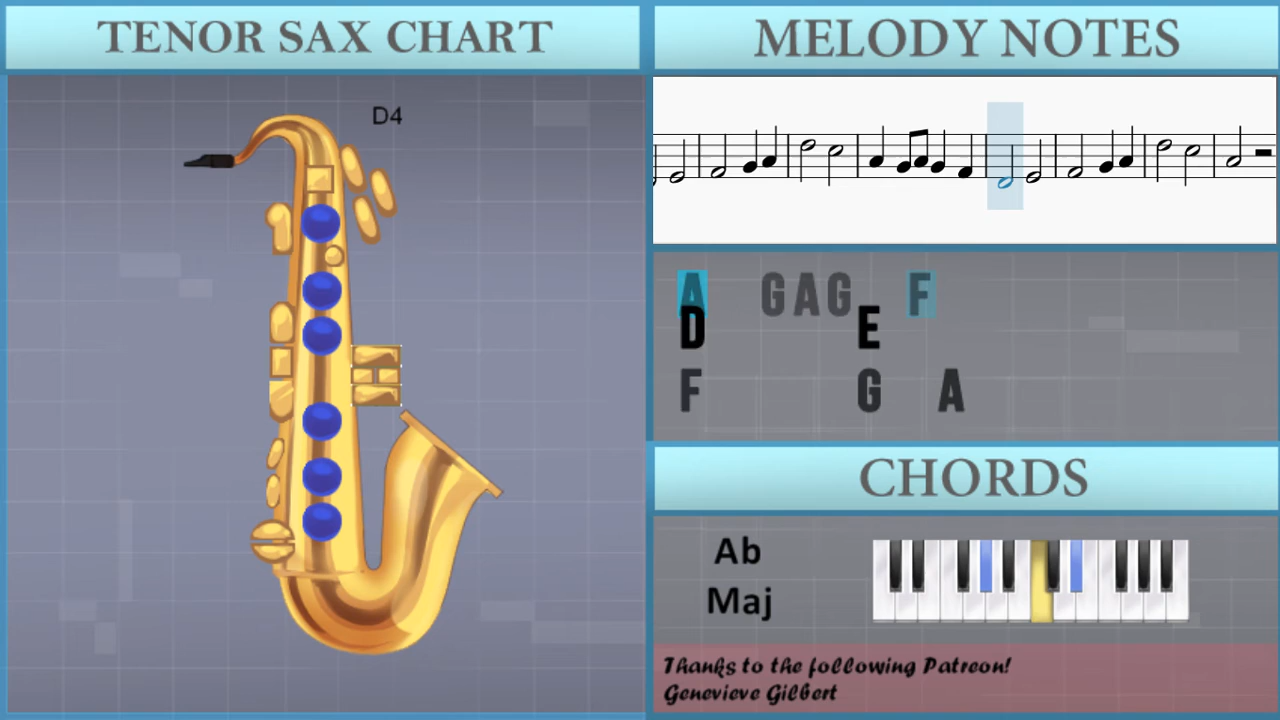 TENOR SAX CHART
D4
MELODY NOTES
A GAG F
D E
F G A
CHORDS
Ab
Maj
Thanks to the following Patreon!
Genevieve Gilbert